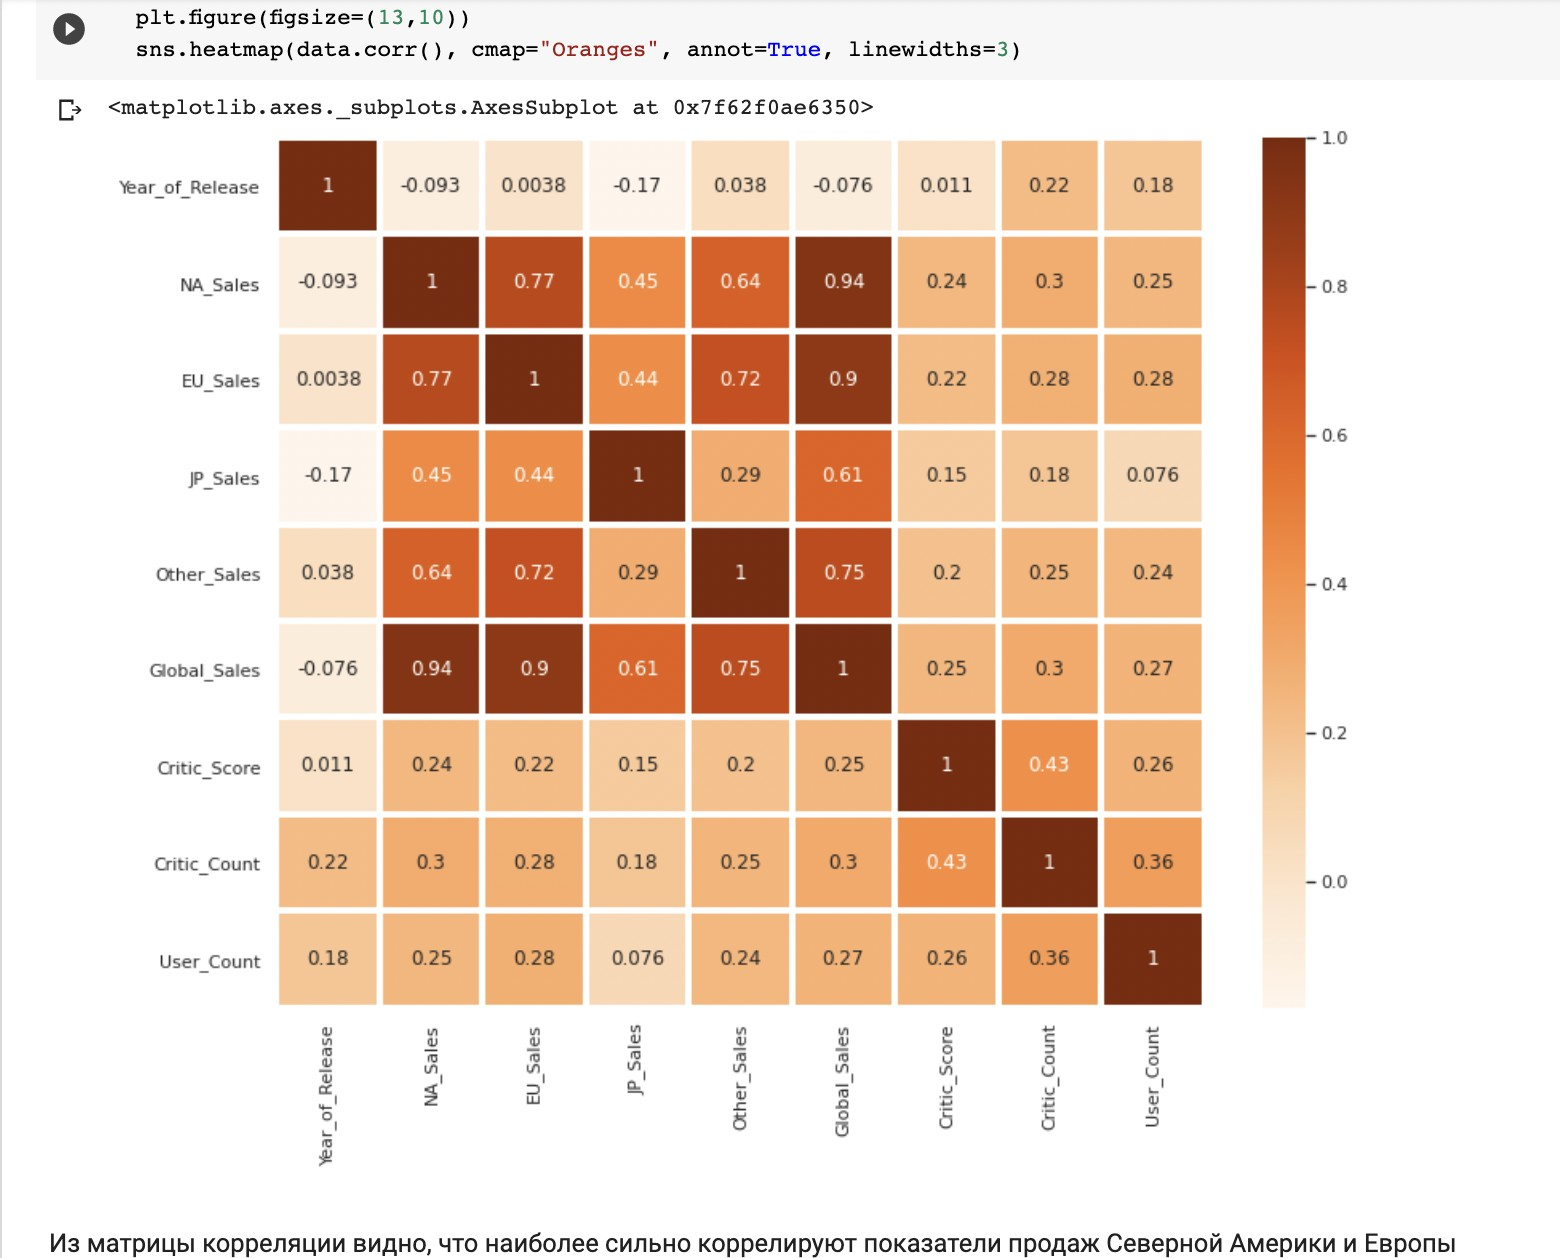 plt.figure(figsize=(13,10))
sns.heatmap(data.corr(), cmap="Oranges", annot=True, linewidths=3)
<matplotlib.axes._subplots.AxesSubplot at 0x7f62f0ae6350>
Year_of_Release 1 -0.093 0.0038 -0.17 0.038 -0.076 0.011 0.22 0.18
NA_Sales -0.093 1 0.77 0.45 0.64 0.94 0.24 0.3 0.25
EU_Sales 0.0038 0.77 1 0.44 0.72 0.9 0.22 0.28 0.28
JP_Sales -0.17 0.45 0.44 1 0.29 0.61 0.15 0.18 0.076
Other_Sales 0.038 0.64 0.72 0.29 1 0.75 0.2 0.25 0.24
Global_Sales -0.076 0.94 0.9 0.61 0.75 1 0.25 0.3 0.27
Critic_Score 0.011 0.24 0.22 0.15 0.2 0.25 1 0.43 0.26
Critic_Count 0.22 0.3 0.28 0.18 0.25 0.3 0.43 1 0.36
User_Count 0.18 0.25 0.28 0.076 0.24 0.27 0.26 0.36 1
Year_of_Release
NA_Sales
EU_Sales
JP_Sales
Other_Sales
Global_Sales
Critic_Score
Critic_Count
User_Count
1.0
0.8
0.6
0.4
0.2
0.0
Из матрицы корреляции видно, что наиболее сильно коррелируют показатели продаж Северной Америки и Европы